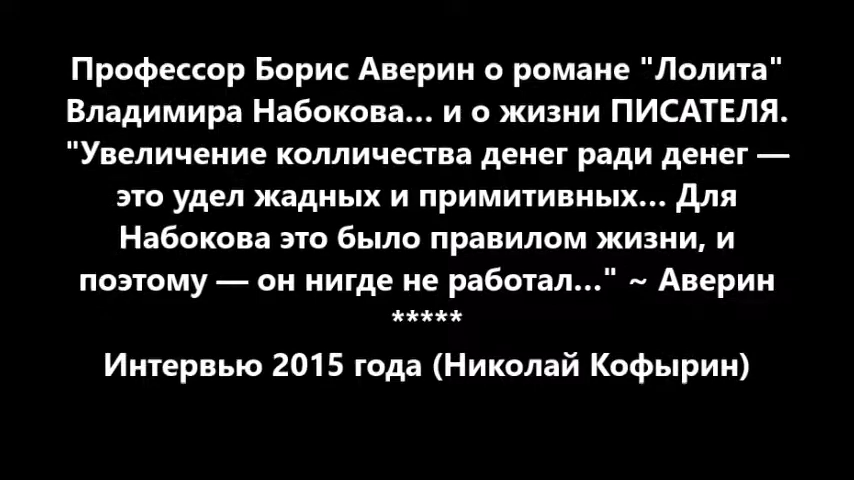 Профессор Борис Аверин о романе "Лолита"
Владимира Набокова... и о жизни ПИСАТЕЛЯ.
"Увеличение колличества денег ради денег —
это удел жадных и примитивных... Для
Набокова это было правилом жизни, и
поэтому — он нигде не работал..." ~ Аверин
*****
Интервью 2015 года (Николай Кофырин)